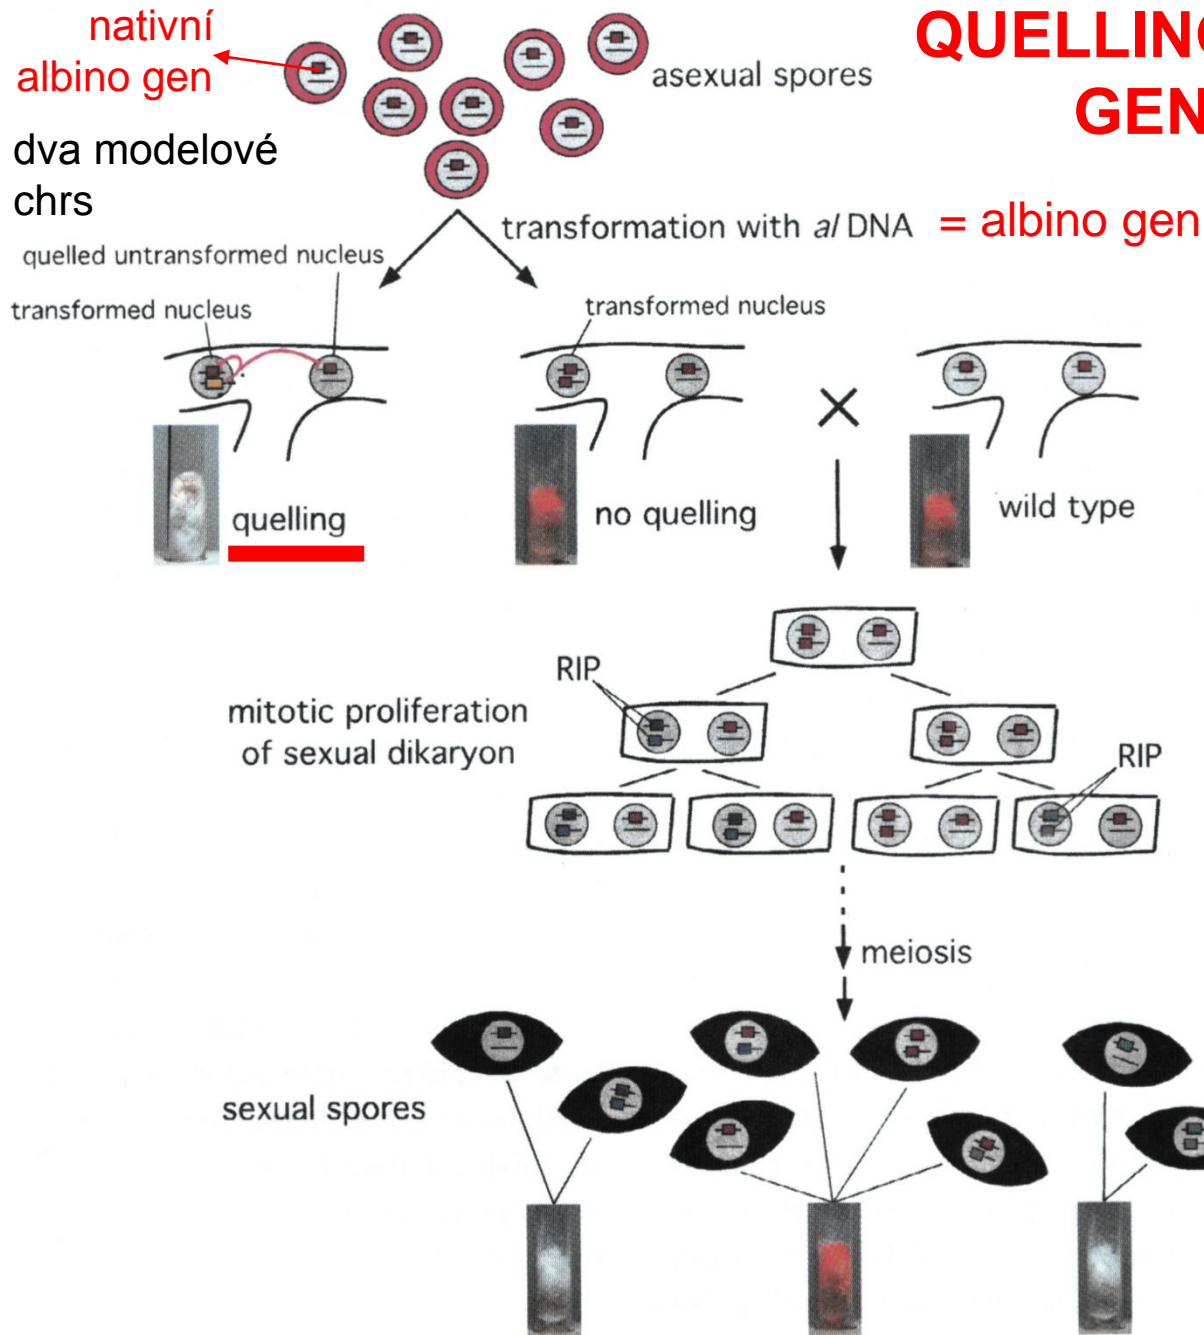 nativní
albino gen
QUELLING
GEN
asexual spores
dva modelové
chrs
transformation with al DNA = albino gen
quelled untransformed nucleus
transformed nucleus
transformed nucleus
quelling
no quelling
wild type
RIP
mitotic proliferation
of sexual dikaryon
RIP
meiosis
sexual spores